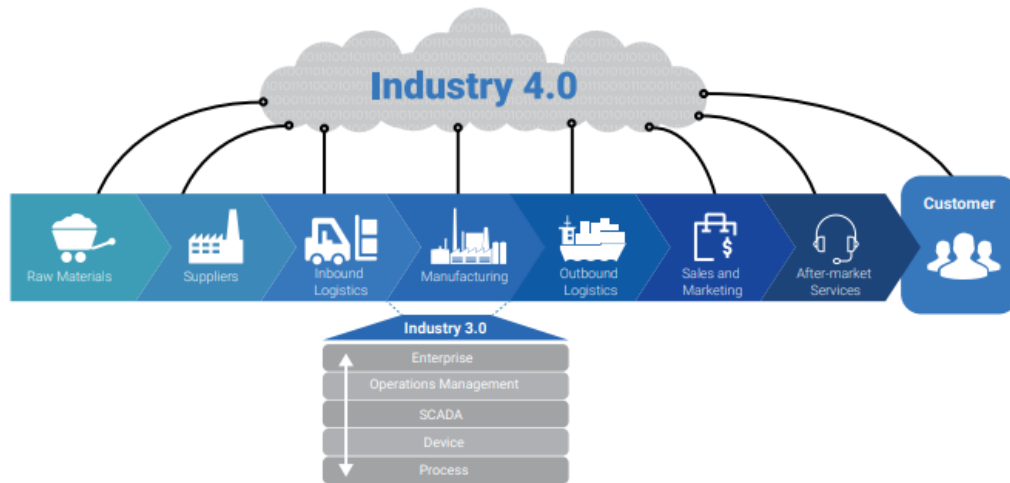 Industry 4.0
Customer
Raw Materials
Suppliers
Inbound
Logistics
Manufacturing
Outbound
Logistics
$
Sales and
Marketing
After-market
Services
Industry 3.0
Enterprise
Operations Management
SCADA
Device
Process